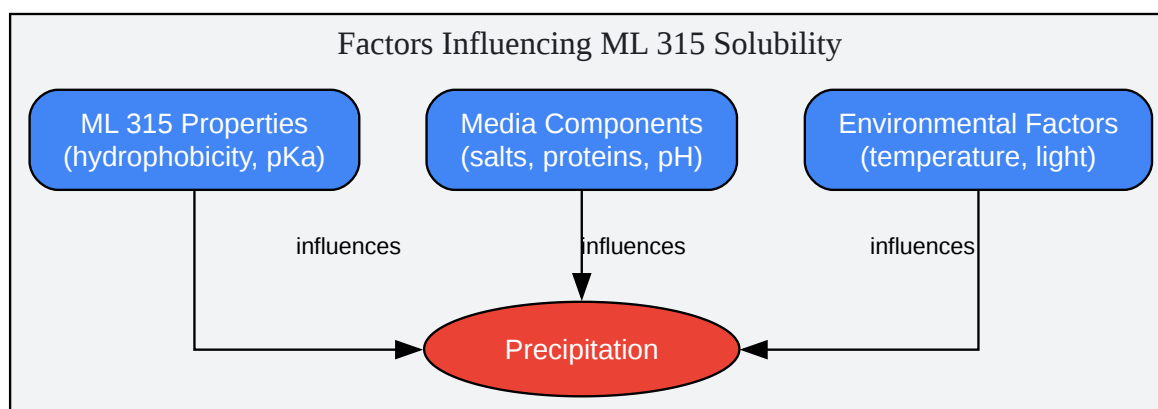 Factors Influencing ML 315 Solubility
ML 315 Properties
(hydrophobicity, pKa)
Media Components
(salts, proteins, pH)
Environmental Factors
(temperature, light)
influences
influences
influences
Precipitation